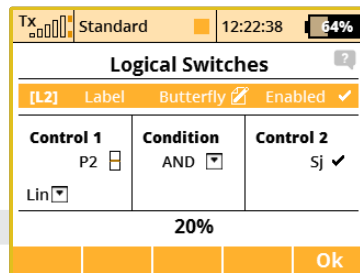 Tx Standard 12:22:38 64%
Logical Switches ?
[L2] Label Butterfly Enabled
Control 1 Condition Control 2
P2 AND Sj
Lin
20%
Ok